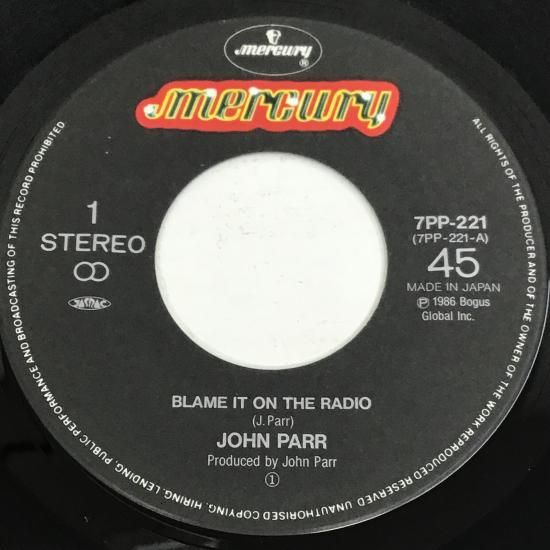 mercury
®
mercury
1
STEREO
JASRAC
7PP-221
(7PP-221-A)
45
MADE IN JAPAN
℗ 1986 Bogus
Global Inc.
BLAME IT ON THE RADIO
(J. Parr)
JOHN PARR
Produced by John Parr
①
ALL RIGHTS OF THE PRODUCER AND OF THE OWNER OF THE WORK REPRODUCED RESERVED UNAUTHORISED COPYING, HIRING, LENDING, PUBLIC PERFORMANCE AND BROADCASTING OF THIS RECORD PROHIBITED